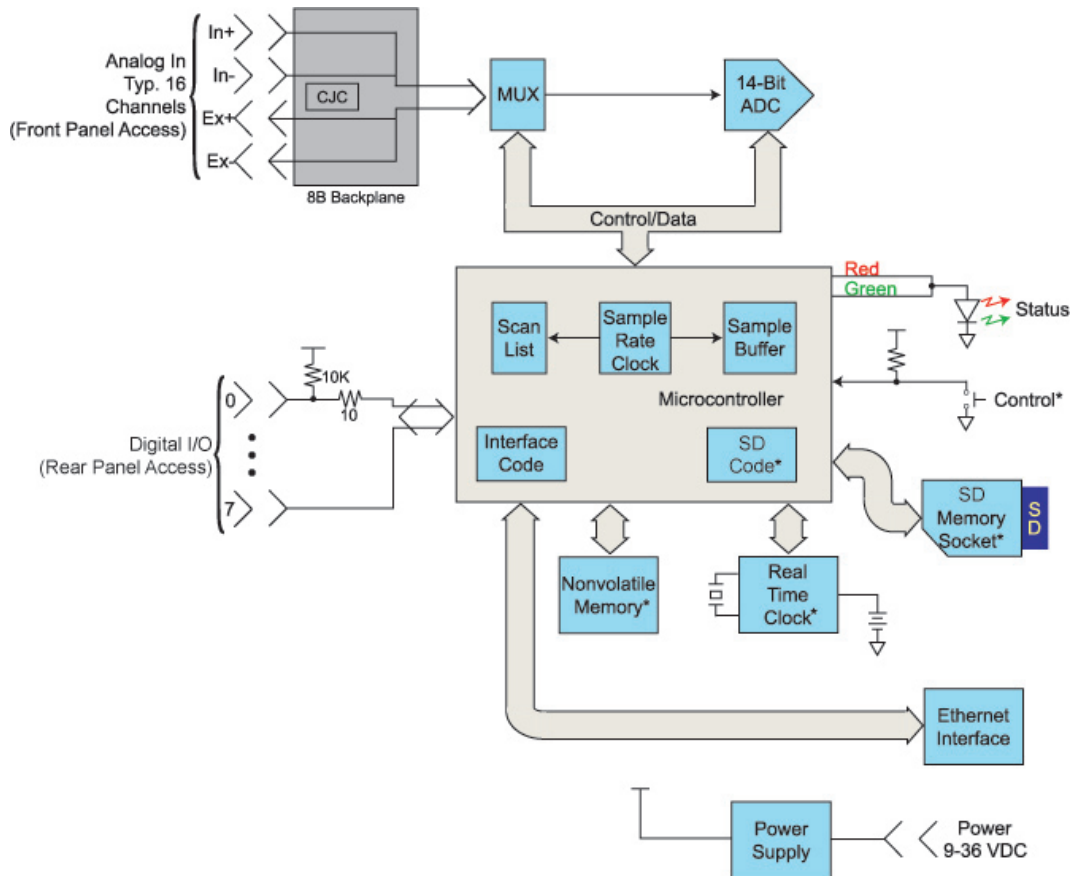 In+
Analog In
Typ. 16
Channels
(Front Panel Access)
In-
Ex+
Ex-
CJC
8B Backplane
MUX
14-Bit
ADC
Control/Data
Red
Green
Status
Scan
List
Sample
Rate
Clock
Sample
Buffer
Microcontroller
Control*
10K
10
0
Digital I/O
(Rear Panel Access)
7
Interface
Code
SD
Code*
SD
Memory
Socket*
SD
Nonvolatile
Memory*
Real
Time
Clock*
Ethernet
Interface
Power
Supply
Power
9-36 VDC